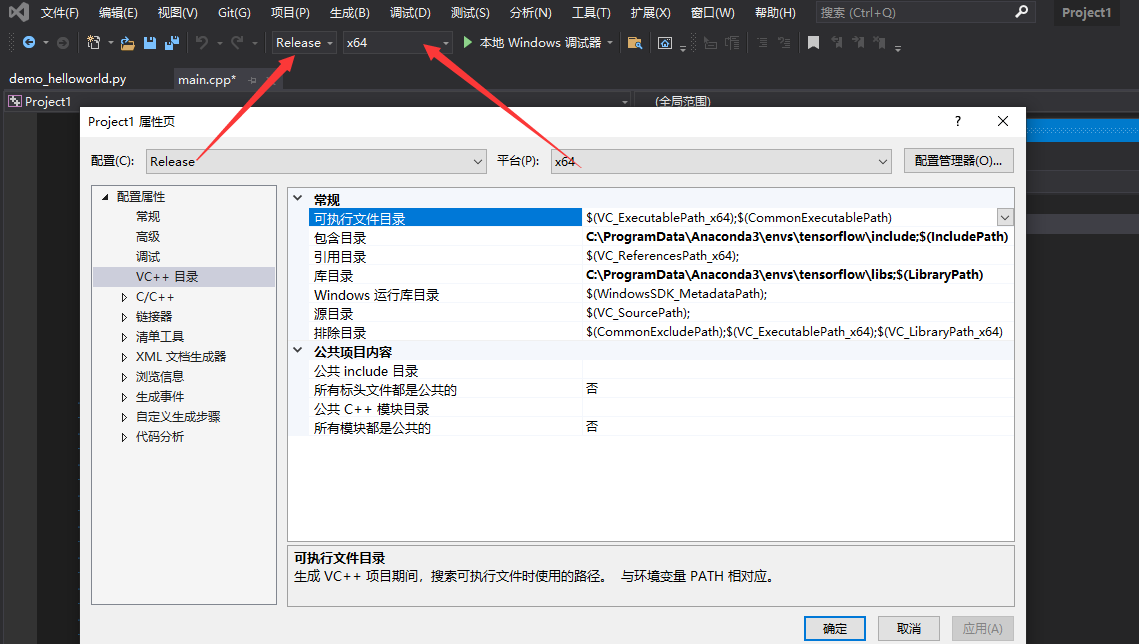 文件(F) 编辑(E) 视图(V) Git(G) 项目(P) 生成(B) 调试(D) 测试(S) 分析(N) 工具(T) 扩展(X) 窗口(W) 帮助(H) 搜索 (Ctrl+Q) Project1
Release x64 本地 Windows 调试器
demo_helloworld.py main.cpp*
Project1 (全局范围)
Project1 属性页 ?
配置(C): Release 平台(P): x64 配置管理器(O)...
配置属性
常规
高级
调试
VC++ 目录
C/C++
链接器
清单工具
XML 文档生成器
浏览信息
生成事件
自定义生成步骤
代码分析
常规
可执行文件目录 $(VC_ExecutablePath_x64);$(CommonExecutablePath)
包含目录 C:\ProgramData\Anaconda3\envs\tensorflow\include;$(IncludePath)
引用目录 $(VC_ReferencesPath_x64);
库目录 C:\ProgramData\Anaconda3\envs\tensorflow\libs;$(LibraryPath)
Windows 运行库目录 $(WindowsSDK_MetadataPath);
源目录 $(VC_SourcePath);
排除目录 $(CommonExcludePath);$(VC_ExecutablePath_x64);$(VC_LibraryPath_x64)
公共项目内容
公共 include 目录
所有标头文件都是公共的 否
公共 C++ 模块目录
所有模块都是公共的 否
可执行文件目录
生成 VC++ 项目期间，搜索可执行文件时使用的路径。 与环境变量 PATH 相对应。
确定 取消 应用(A)